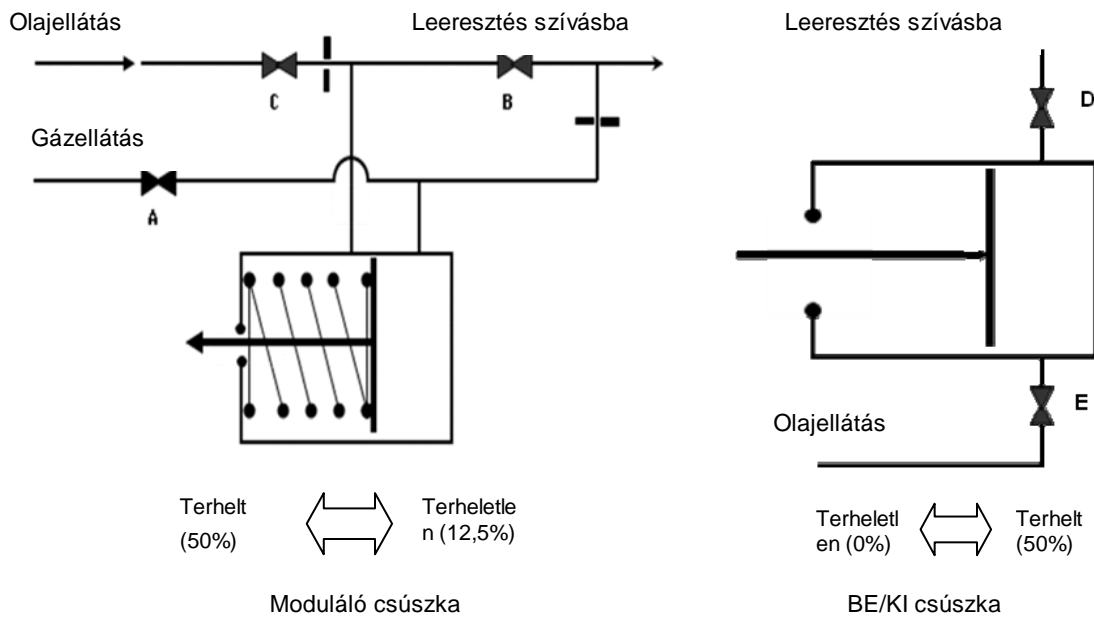 Olajellátás
Leeresztés szívásba
Leeresztés szívásba
C
B
D
Gázellátás
A
E
Olajellátás
Terhelt
(50%)
Terheletle
n (12,5%)
Terheletl
en (0%)
Terhelt
(50%)
Moduláló csúszka
BE/KI csúszka